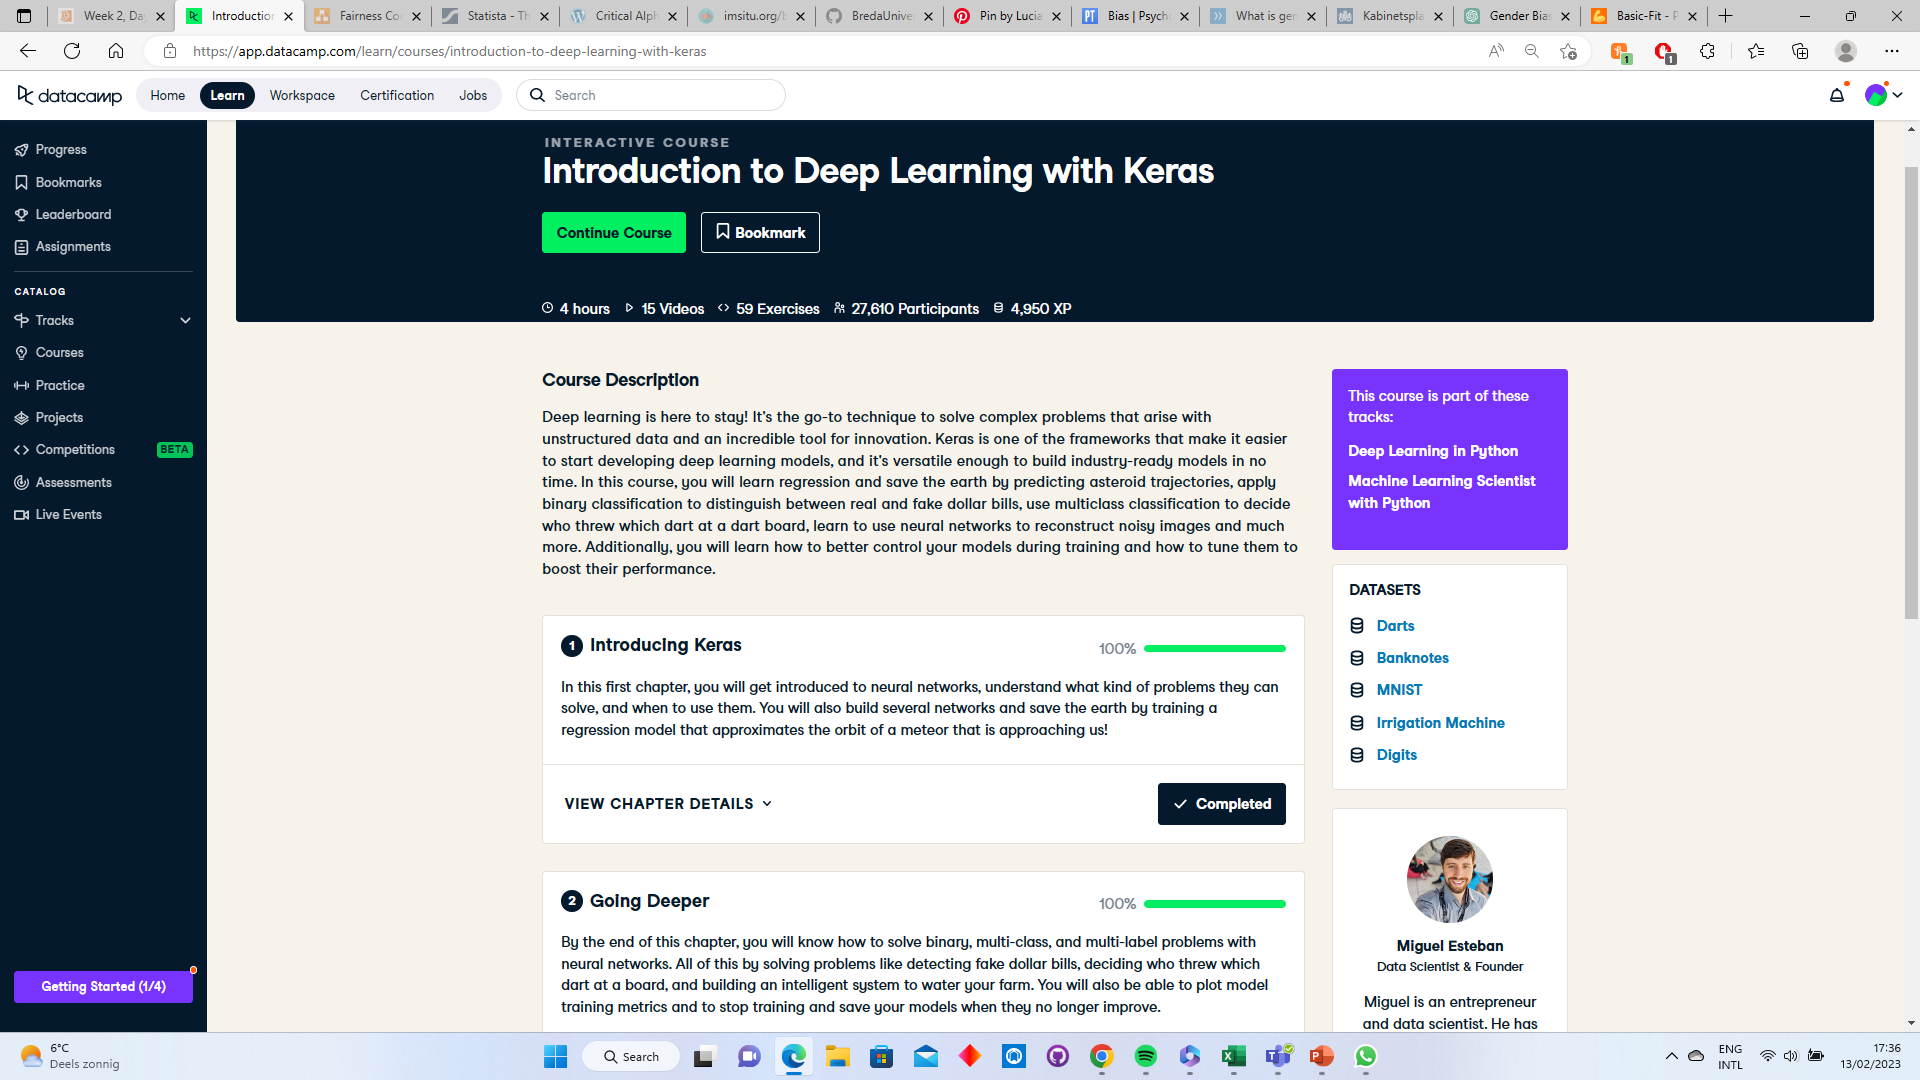 Week 2, Da
Introduction
Fairness Co
Statista - Th
Critical Alph
imsitu.org/
BredaUnive
Pin by Lucia
Bias | Psych
What is gen
Kabinetspla
Gender Bias
Basic-Fit - P
https://app.datacamp.com/learn/courses/introduction-to-deep-learning-with-keras
1
1
datacamp
Home
Learn
Workspace
Certification
Jobs
Search
Progress
Bookmarks
Leaderboard
Assignments
CATALOG
Tracks
Courses
Practice
Projects
Competitions BETA
Assessments
Live Events
Getting Started (1/4)
INTERACTIVE COURSE
Introduction to Deep Learning with Keras
Continue Course
Bookmark
4 hours 15 Videos 59 Exercises 27,610 Participants 4,950 XP
Course Description
Deep learning is here to stay! It's the go-to technique to solve complex problems that arise with
unstructured data and an incredible tool for innovation. Keras is one of the frameworks that make it easier
to start developing deep learning models, and it's versatile enough to build industry-ready models in no
time. In this course, you will learn regression and save the earth by predicting asteroid trajectories, apply
binary classification to distinguish between real and fake dollar bills, use multiclass classification to decide
who threw which dart at a dart board, learn to use neural networks to reconstruct noisy images and much
more. Additionally, you will learn how to better control your models during training and how to tune them to
boost their performance.
1 Introducing Keras
100%
In this first chapter, you will get introduced to neural networks, understand what kind of problems they can
solve, and when to use them. You will also build several networks and save the earth by training a
regression model that approximates the orbit of a meteor that is approaching us!
VIEW CHAPTER DETAILS
Completed
2 Going Deeper
100%
By the end of this chapter, you will know how to solve binary, multi-class, and multi-label problems with
neural networks. All of this by solving problems like detecting fake dollar bills, deciding who threw which
dart at a board, and building an intelligent system to water your farm. You will also be able to plot model
training metrics and to stop training and save your models when they no longer improve.
This course is part of these
tracks:
Deep Learning in Python
Machine Learning Scientist
with Python
DATASETS
Darts
Banknotes
MNIST
Irrigation Machine
Digits
Miguel Esteban
Data Scientist & Founder
Miguel is an entrepreneur
and data scientist. He has
6°C
Deels zonnig
Search
ENG
INTL
17:36
13/02/2023